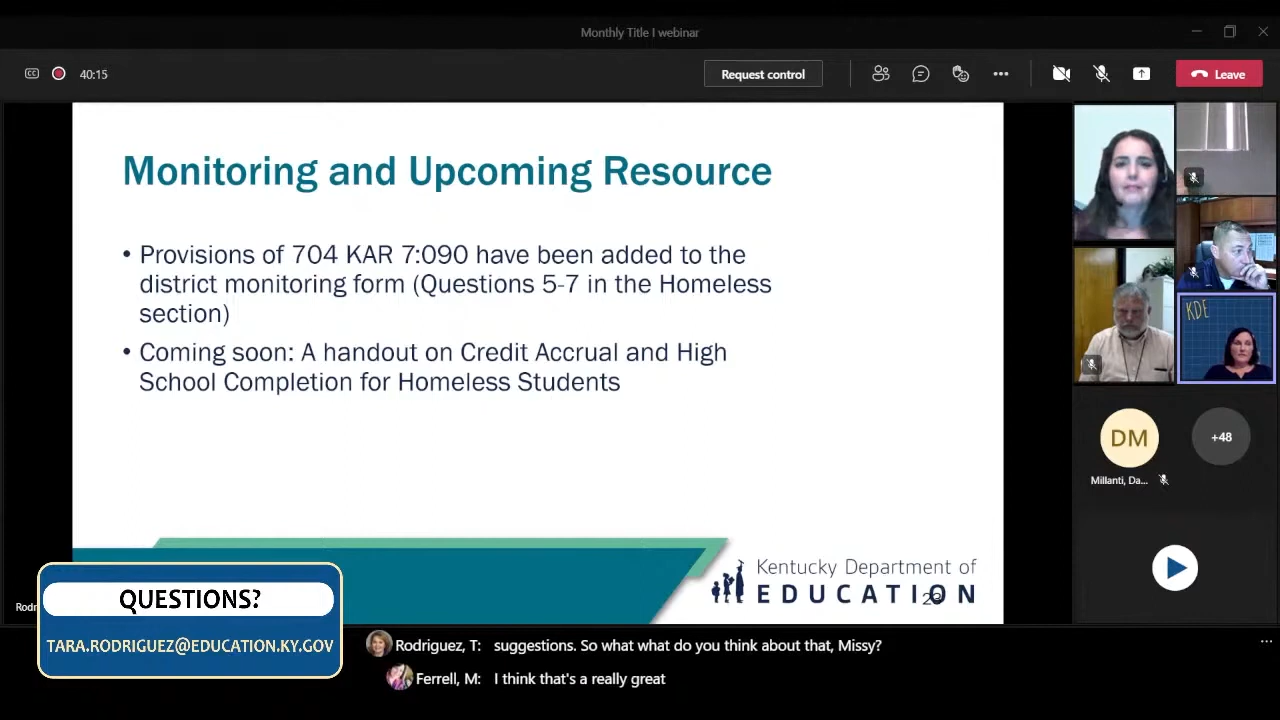 Monthly Title I webinar
CC
40:15
Request control
Leave
Monitoring and Upcoming Resource
• Provisions of 704 KAR 7:090 have been added to the
district monitoring form (Questions 5-7 in the Homeless
section)
• Coming soon: A handout on Credit Accrual and High
School Completion for Homeless Students
KDE
DM
+48
Millanti, Da...
Kentucky Department of
EDUCATION
QUESTIONS?
Rodr
TARA.RODRIGUEZ@EDUCATION.KY.GOV
Rodriguez, T: suggestions. So what what do you think about that, Missy?
Ferrell, M: I think that's a really great